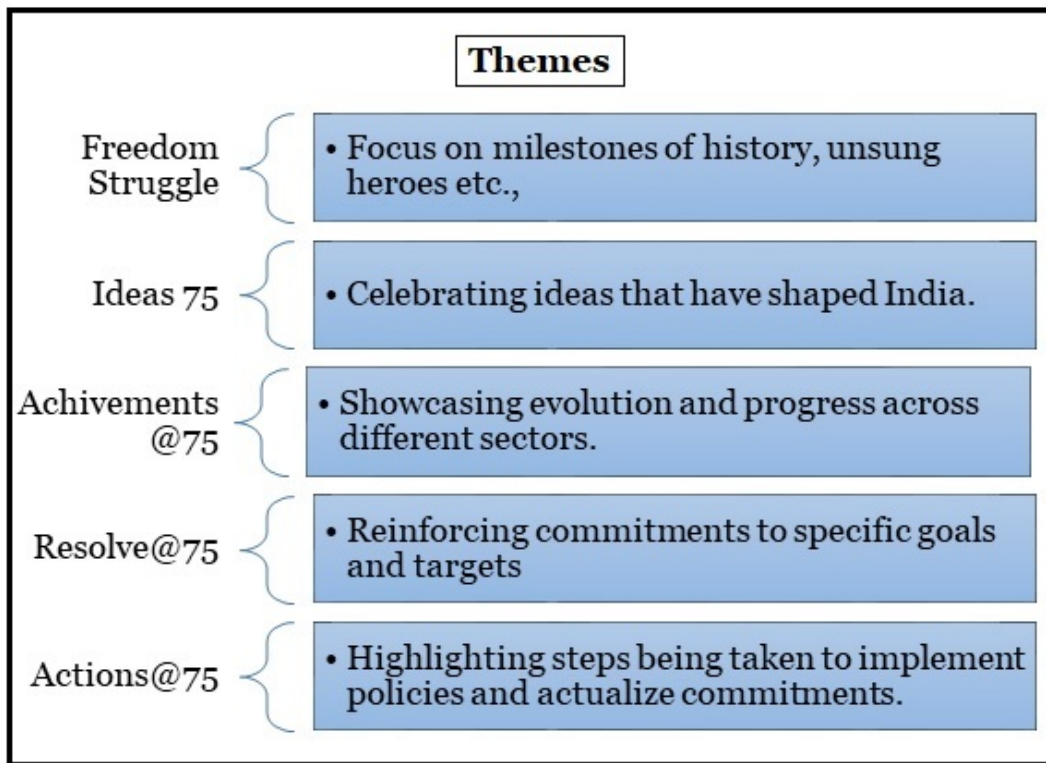 Themes
Freedom
Struggle
• Focus on milestones of history, unsung
heroes etc.,
Ideas 75
• Celebrating ideas that have shaped India.
Achivements
@75
• Showcasing evolution and progress across
different sectors.
Resolve@75
• Reinforcing commitments to specific goals
and targets
Actions@75
• Highlighting steps being taken to implement
policies and actualize commitments.